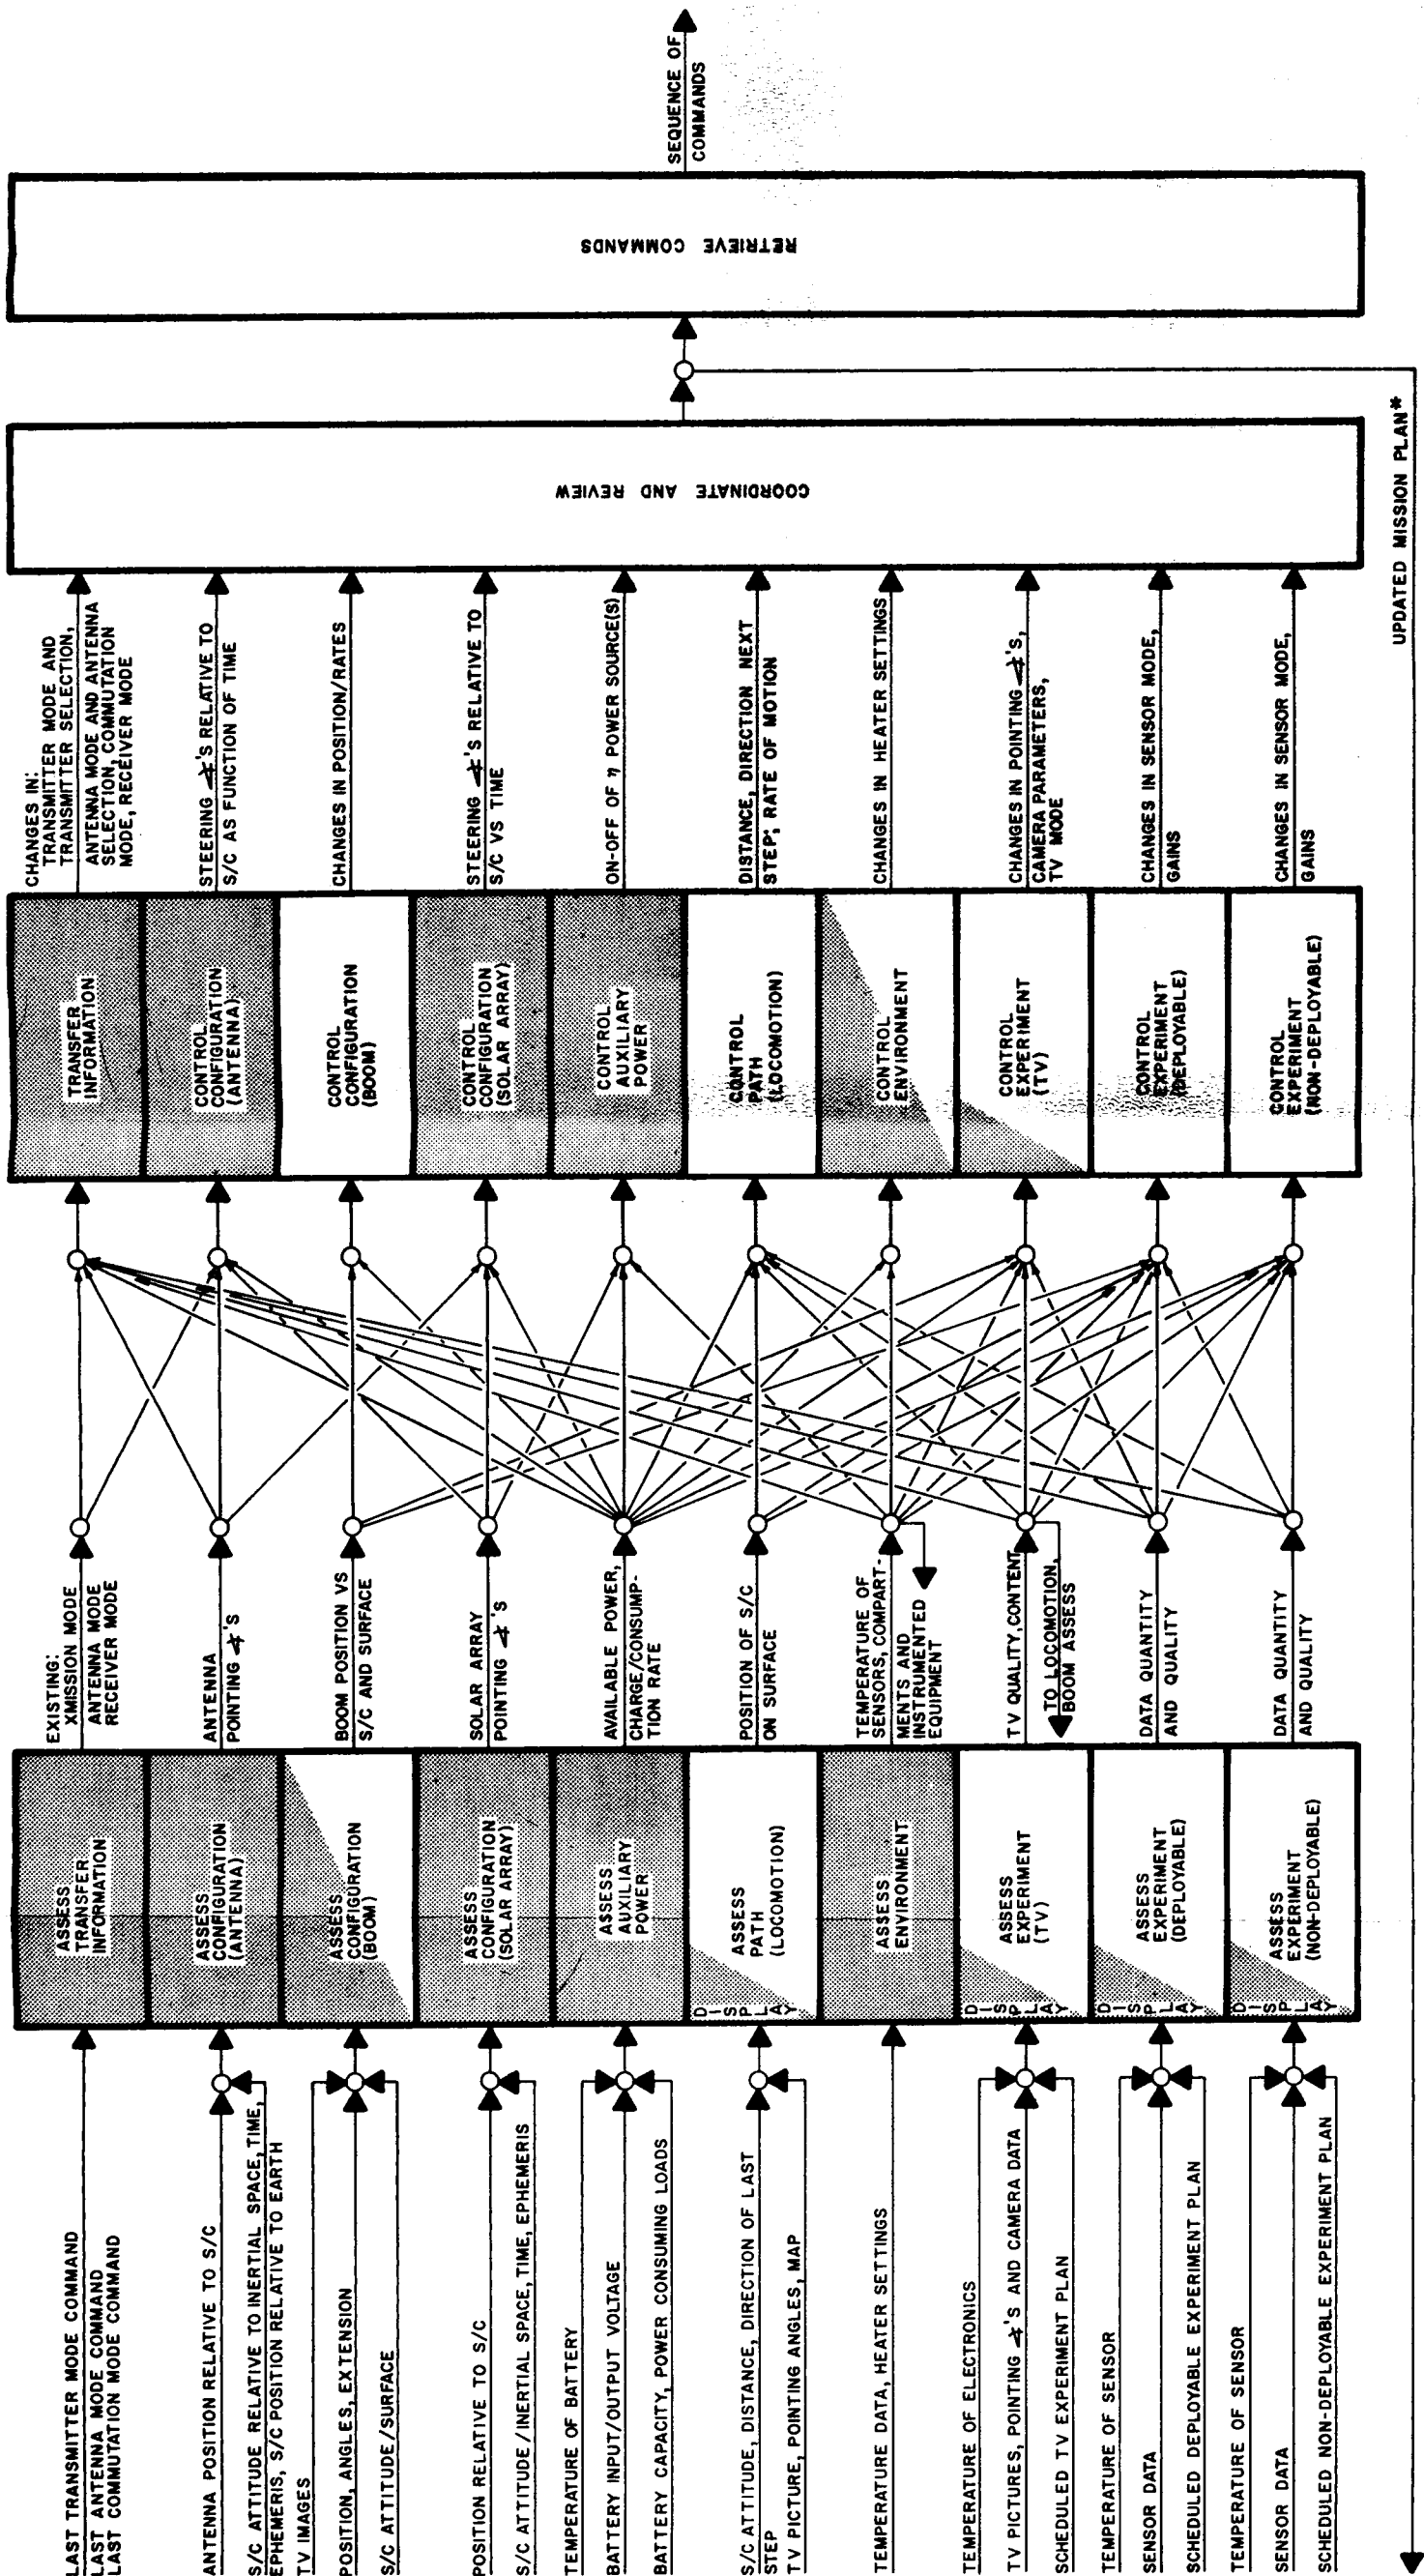 LAST TRANSMITTER MODE COMMAND
LAST ANTENNA MODE COMMAND
LAST COMMUTATION MODE COMMAND
ANTENNA POSITION RELATIVE TO S/C
S/C ATTITUDE RELATIVE TO INERTIAL SPACE, TIME,
EPHEMERIS, S/C POSITION RELATIVE TO EARTH
TV IMAGES
POSITION, ANGLES, EXTENSION
S/C ATTITUDE/SURFACE
POSITION RELATIVE TO S/C
S/C ATTITUDE/INERTIAL SPACE, TIME, EPHEMERIS
TEMPERATURE OF BATTERY
BATTERY INPUT/OUTPUT VOLTAGE
BATTERY CAPACITY, POWER CONSUMING LOADS
S/C ATTITUDE, DISTANCE, DIRECTION OF LAST
STEP
TV PICTURE, POINTING ANGLES, MAP
TEMPERATURE DATA, HEATER SETTINGS
TEMPERATURE OF ELECTRONICS
TV PICTURES, POINTING ∢'S AND CAMERA DATA
SCHEDULED TV EXPERIMENT PLAN
TEMPERATURE OF SENSOR
SENSOR DATA
SCHEDULED DEPLOYABLE EXPERIMENT PLAN
TEMPERATURE OF SENSOR
SENSOR DATA
SCHEDULED NON-DEPLOYABLE EXPERIMENT PLAN
ASSESS
TRANSFER
INFORMATION
ASSESS
CONFIGURATION
(ANTENNA)
ASSESS
CONFIGURATION
(BOOM)
ASSESS
CONFIGURATION
(SOLAR ARRAY)
ASSESS
AUXILIARY
POWER
DISPLAY
ASSESS
PATH
(LOCOMOTION)
ASSESS
ENVIRONMENT
DISPLAY
ASSESS
EXPERIMENT
(TV)
DISPLAY
ASSESS
EXPERIMENT
(DEPLOYABLE)
DISPLAY
ASSESS
EXPERIMENT
(NON-DEPLOYABLE)
EXISTING:
XMISSION MODE
ANTENNA MODE
RECEIVER MODE
ANTENNA
POINTING ∢'S
BOOM POSITION VS
S/C AND SURFACE
SOLAR ARRAY
POINTING ∢'S
AVAILABLE POWER,
CHARGE/CONSUMP-
TION RATE
POSITION OF S/C
ON SURFACE
TEMPERATURE OF
SENSORS, COMPART-
MENTS AND
INSTRUMENTED
EQUIPMENT
TV QUALITY, CONTENT
TO LOCOMOTION,
BOOM ASSESS
DATA QUANTITY
AND QUALITY
DATA QUANTITY
AND QUALITY
TRANSFER
INFORMATION
CONTROL
CONFIGURATION
(ANTENNA)
CONTROL
CONFIGURATION
(BOOM)
CONTROL
CONFIGURATION
(SOLAR ARRAY)
CONTROL
AUXILIARY
POWER
CONTROL
PATH
(LOCOMOTION)
CONTROL
ENVIRONMENT
CONTROL
EXPERIMENT
(TV)
CONTROL
EXPERIMENT
(DEPLOYABLE)
CONTROL
EXPERIMENT
(NON-DEPLOYABLE)
CHANGES IN:
TRANSMITTER MODE AND
TRANSMITTER SELECTION,
ANTENNA MODE AND ANTENNA
SELECTION, COMMUTATION
MODE, RECEIVER MODE
STEERING ∢'S RELATIVE TO
S/C AS FUNCTION OF TIME
CHANGES IN POSITION/RATES
STEERING ∢'S RELATIVE TO
S/C VS TIME
ON-OFF OF η POWER SOURCE(S)
DISTANCE, DIRECTION NEXT
STEP; RATE OF MOTION
CHANGES IN HEATER SETTINGS
CHANGES IN POINTING ∢'S,
CAMERA PARAMETERS,
TV MODE
CHANGES IN SENSOR MODE,
GAINS
CHANGES IN SENSOR MODE,
GAINS
COORDINATE AND REVIEW
RETRIEVE COMMANDS
SEQUENCE OF
COMMANDS
UPDATED MISSION PLAN*